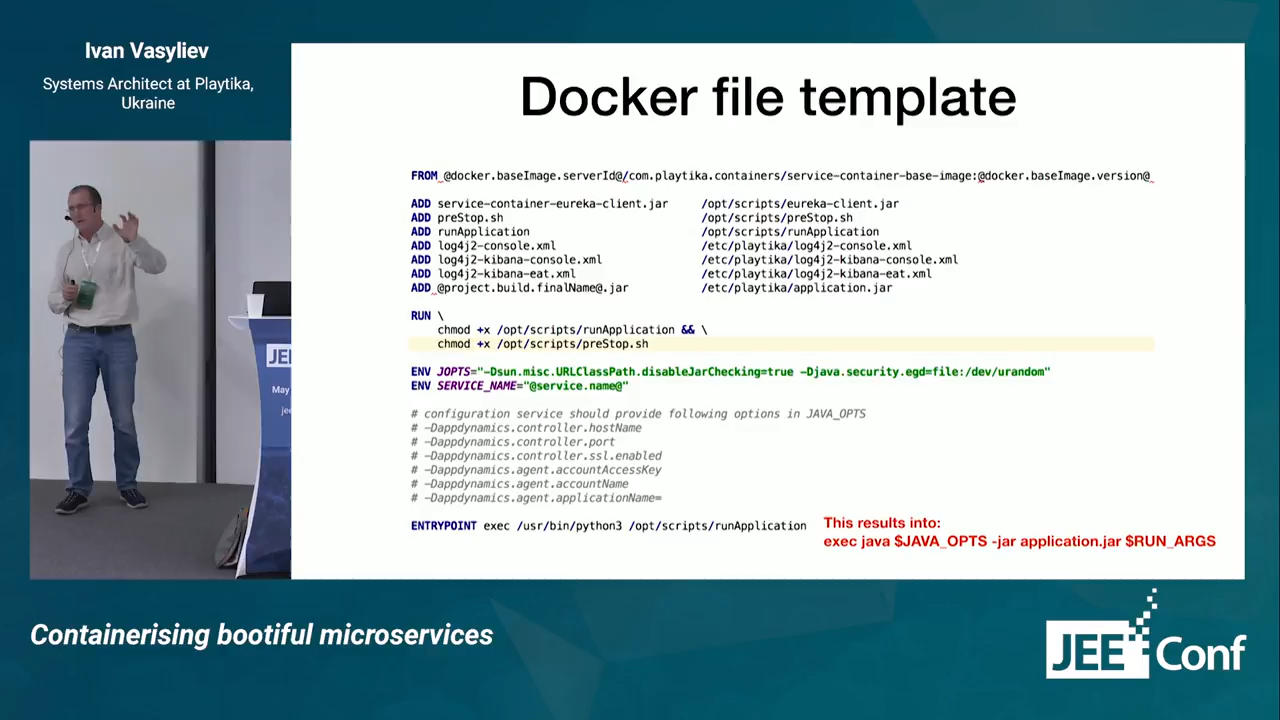 Ivan Vasyliev
Systems Architect at Playtika,
Ukraine
Docker file template
FROM @docker.baseImage.serverId@/com.playtika.containers/service-container-base-image:@docker.baseImage.version@
ADD service-container-eureka-client.jar /opt/scripts/eureka-client.jar
ADD preStop.sh /opt/scripts/preStop.sh
ADD runApplication /opt/scripts/runApplication
ADD log4j2-console.xml /etc/playtika/log4j2-console.xml
ADD log4j2-kibana-console.xml /etc/playtika/log4j2-kibana-console.xml
ADD log4j2-kibana-eat.xml /etc/playtika/log4j2-kibana-eat.xml
ADD @project.build.finalName@.jar /etc/playtika/application.jar
RUN \
chmod +x /opt/scripts/runApplication && \
chmod +x /opt/scripts/preStop.sh
ENV JOPTS="-Dsun.misc.URLClassPath.disableJarChecking=true -Djava.security.egd=file:/dev/urandom"
ENV SERVICE_NAME="@service.name@"
# configuration service should provide following options in JAVA_OPTS
# -Dappdynamics.controller.hostName
# -Dappdynamics.controller.port
# -Dappdynamics.controller.ssl.enabled
# -Dappdynamics.agent.accountAccessKey
# -Dappdynamics.agent.accountName
# -Dappdynamics.agent.applicationName=
ENTRYPOINT exec /usr/bin/python3 /opt/scripts/runApplication
This results into:
exec java $JAVA_OPTS -jar application.jar $RUN_ARGS
JEE
May
jee
Containerising bootiful microservices
JEE Conf